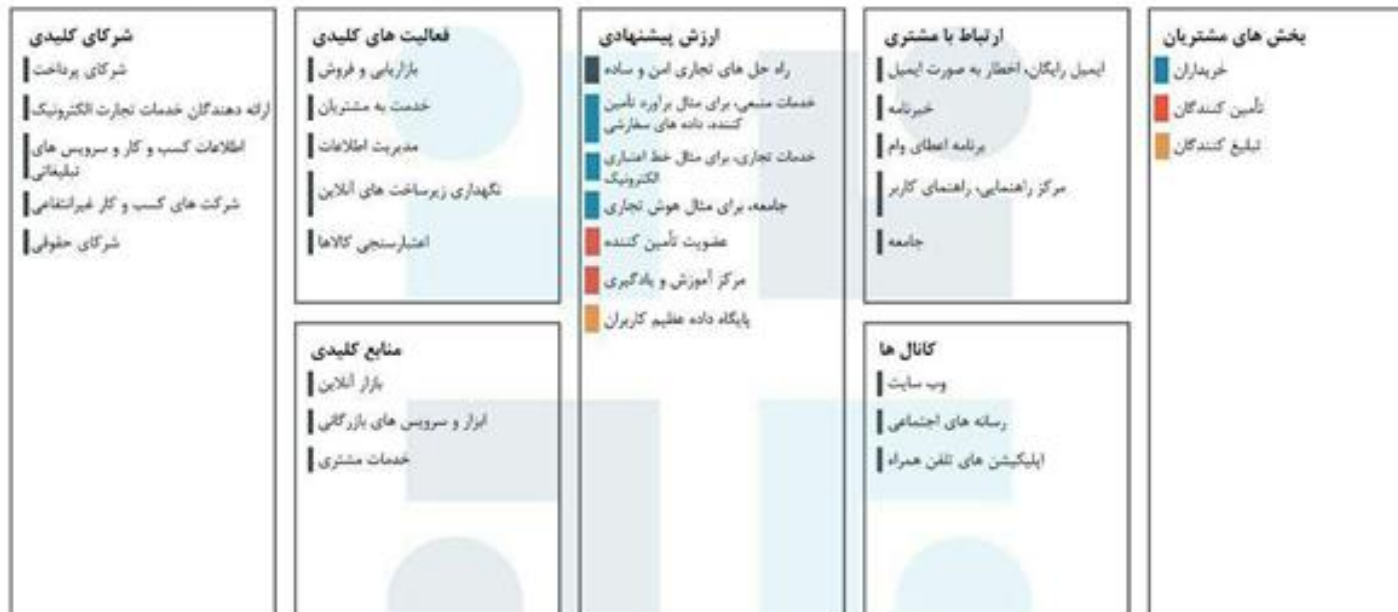 شرکای کلیدی
شرکای پرداخت
ارائه دهندگان خدمات تجارت الکترونیک
اطلاعات کسب و کار و سرویس های
تبلیغاتی
شرکت های کسب و کار غیرانتفاعی
شرکای حقوقی
فعالیت های کلیدی
بازاریابی و فروش
خدمت به مشتریان
مدیریت اطلاعات
نگهداری زیرساخت های آنلاین
اعتبارسنجی کالاها
منابع کلیدی
بازار آنلاین
ابزار و سرویس های بازرگانی
خدمات مشتری
ارزش پیشنهادی
راه حل های تجاری امن و ساده
خدمات منبعی، برای مثال براورد تأمین
کننده، داده های سفارشی
خدمات تجاری، برای مثال خط اعتباری
الکترونیک
جامعه، برای مثال هوش تجاری
عضویت تأمین کننده
مرکز آموزش و یادگیری
پایگاه داده عظیم کاربران
ارتباط با مشتری
ایمیل رایگان، اخطار به صورت ایمیل
خبرنامه
برنامه اعطای وام
مرکز راهنمایی، راهنمای کاربر
جامعه
کانال ها
وب سایت
رسانه های اجتماعی
اپلیکیشن های تلفن همراه
بخش های مشتریان
خریداران
تأمین کنندگان
تبلیغ کنندگان